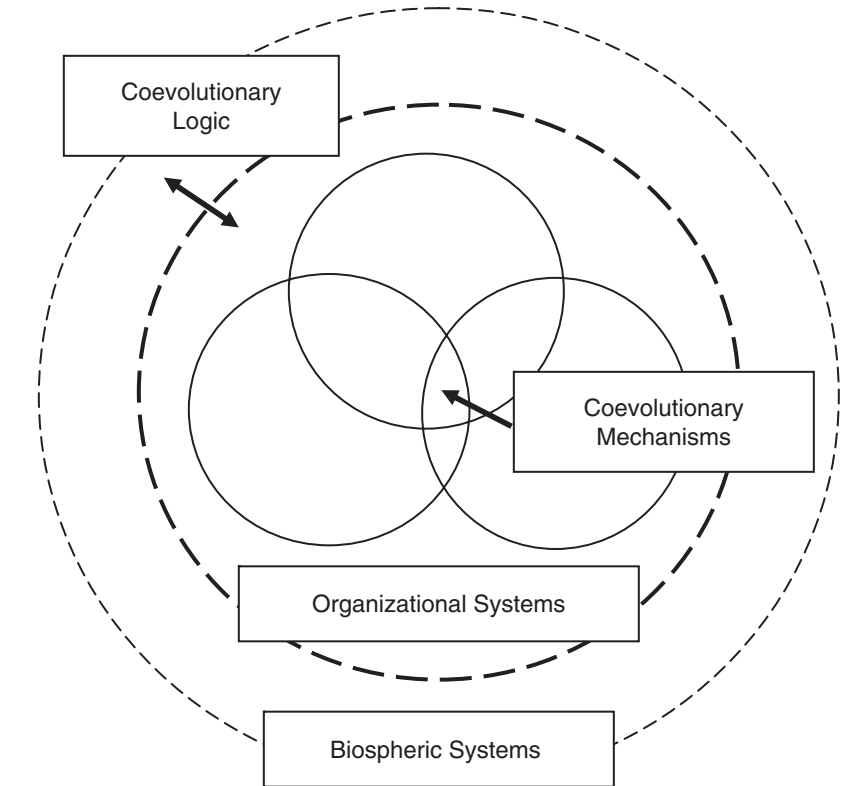 Coevolutionary
Logic
Coevolutionary
Mechanisms
Organizational Systems
Biospheric Systems